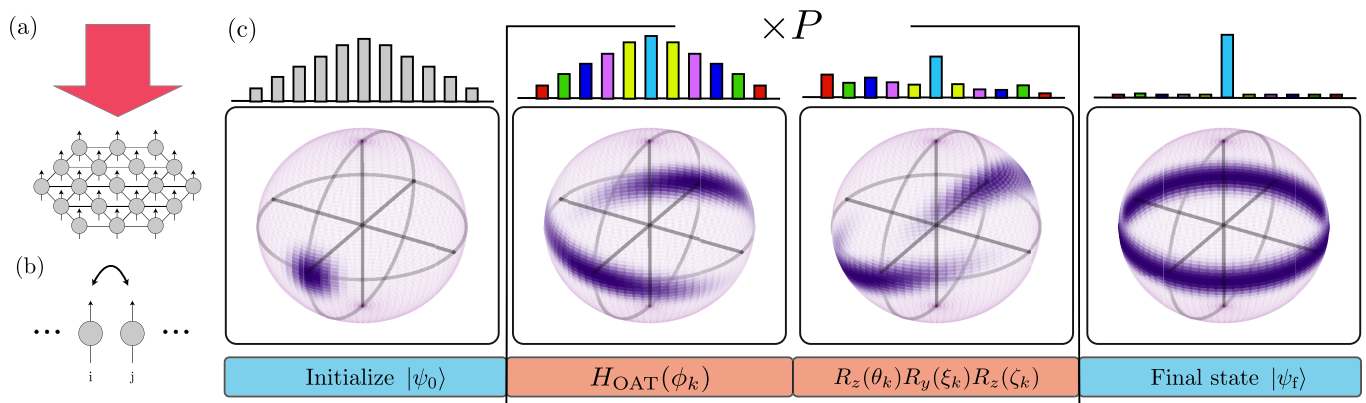 (a)
(b)
i j
(c)
×P
Initialize |ψ₀⟩
H_OAT(ϕ_k)
R_z(θ_k)R_y(ξ_k)R_z(ζ_k)
Final state |ψ_f⟩